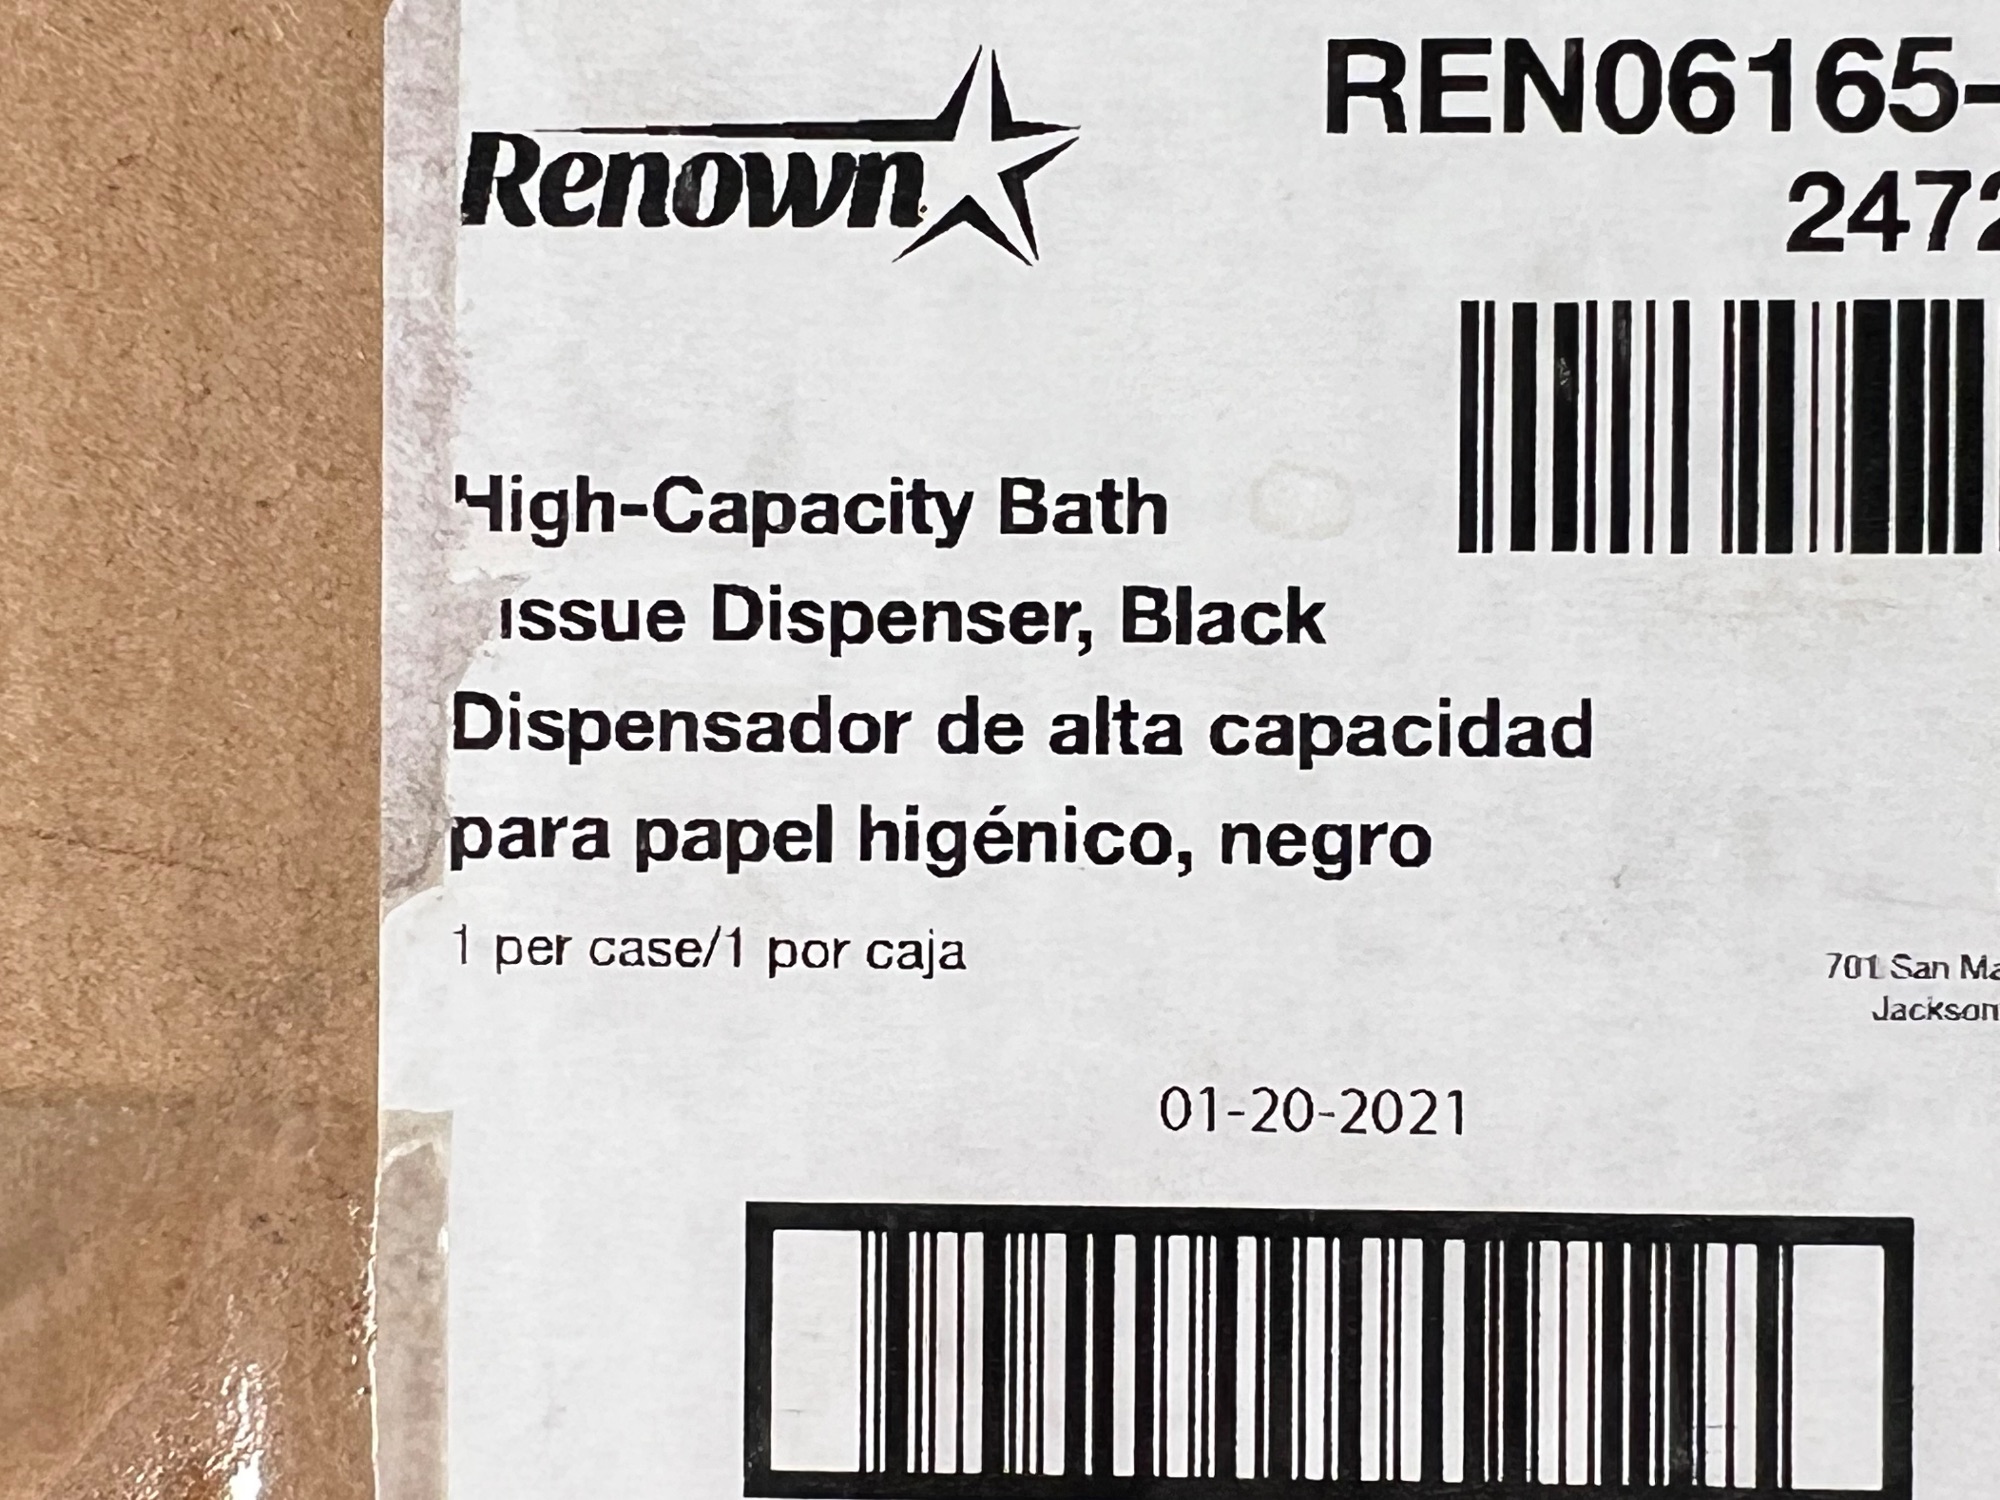 Renown
REN06165-
2472
High-Capacity Bath
issue Dispenser, Black
Dispensador de alta capacidad
para papel higénico, negro
1 per case/1 por caja
701 San Ma
Jackson
01-20-2021